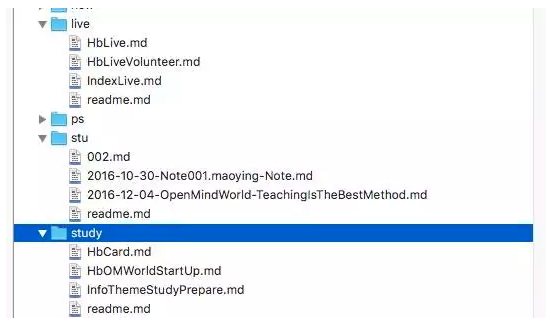 live
HbLive.md
HbLiveVolunteer.md
IndexLive.md
readme.md
ps
stu
002.md
2016-10-30-Note001.maoying-Note.md
2016-12-04-OpenMindWorld-TeachingIsTheBestMethod.md
readme.md
study
HbCard.md
HbOMWorldStartUp.md
InfoThemeStudyPrepare.md
readme.md